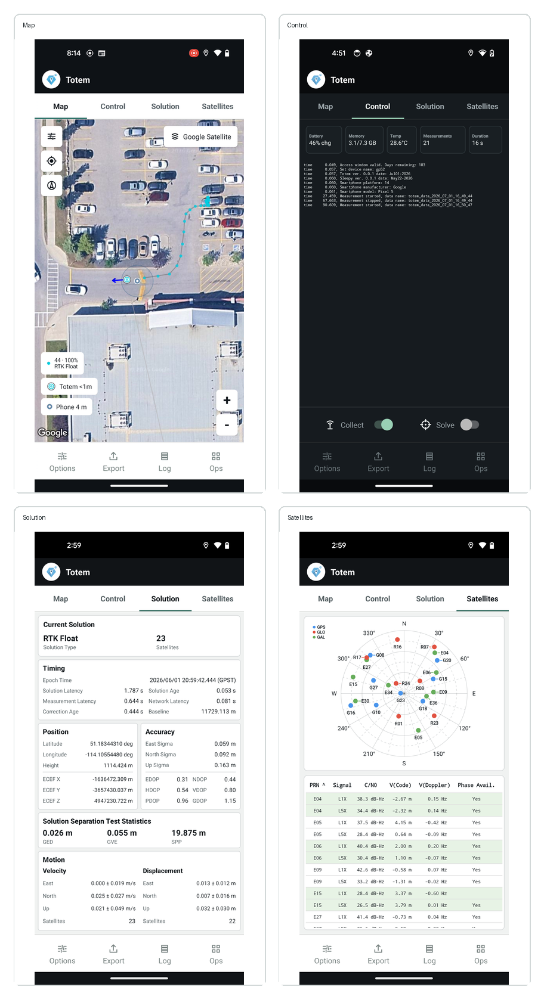 Map
8:14
Totem
Map Control Solution Satellites
Google Satellite
44 · 100%
RTK Float
Totem <1m
Phone 4 m
+
-
Google
Options Export Log Ops
Control
4:51
Totem
Map Control Solution Satellites
Battery Memory Temp Measurements Duration
46% chg 3.1/7.3 GB 28.6°C 21 16 s
time 0.049, Access window valid. Days remaining: 183
time 0.057, Set device name: gp52
time 0.057, Totem ver. 0.0.1 date: Jul01-2026
time 0.060, Sleepy ver. 0.0.1 date: May22-2026
time 0.060, Smartphone platform: 14
time 0.060, Smartphone manufacturer: Google
time 0.061, Smartphone model: Pixel 5
time 27.459, Measurement started, data name: totem_data_2026_07_01_16_49_44
time 67.663, Measurement stopped, data name: totem_data_2026_07_01_16_49_44
time 90.609, Measurement started, data name: totem_data_2026_07_01_16_50_47
Collect Solve
Options Export Log Ops
Solution
2:59
Totem
Map Control Solution Satellites
Current Solution
RTK Float 23
Solution Type Satellites
Timing
Epoch Time 2026/06/01 20:59:42.444 (GPST)
Solution Latency 1.787 s Solution Age 0.053 s
Measurement Latency 0.644 s Network Latency 0.081 s
Correction Age 0.444 s Baseline 11729.113 m
Position
Latitude 51.18344310 deg
Longitude -114.10554480 deg
Height 1114.424 m
ECEF X -1636472.309 m
ECEF Y -3657430.037 m
ECEF Z 4947230.722 m
Accuracy
East Sigma 0.059 m
North Sigma 0.092 m
Up Sigma 0.163 m
EDOP 0.31 NDOP 0.44
HDOP 0.54 VDOP 0.80
PDOP 0.96 GDOP 1.15
Solution Separation Test Statistics
0.026 m 0.055 m 19.875 m
GED GVE SPP
Motion
Velocity Displacement
East 0.000 ± 0.019 m/s East 0.013 ± 0.012 m
North 0.025 ± 0.027 m/s North 0.007 ± 0.016 m
Up 0.021 ± 0.049 m/s Up 0.032 ± 0.030 m
Satellites 23 Satellites 22
Options Export Log Ops
Satellites
2:59
Totem
Map Control Solution Satellites
GPS
GLO
GAL
N
330° 30°
R16 R07
E04
R17 G08
300° 60°
G20
E27
E06
G15
E15
G27
R24
R08
E34
W E
E09
G23
E30
E36
G16
G10
G18
R01
R23
240° 120°
E05
210° 150°
S
PRN ^ Signal C/N0 V(Code) V(Doppler) Phase Avail.
E04 L1X 38.3 dB-Hz -2.67 m 0.15 Hz Yes
E04 L5X 34.4 dB-Hz -2.32 m 0.14 Hz Yes
E05 L1X 37.5 dB-Hz 4.15 m -0.42 Hz Yes
E05 L5X 28.4 dB-Hz 0.64 m -0.09 Hz Yes
E06 L1X 40.4 dB-Hz 2.00 m 0.20 Hz Yes
E06 L5X 30.4 dB-Hz 1.10 m -0.07 Hz Yes
E09 L1X 42.6 dB-Hz -0.58 m 0.07 Hz Yes
E09 L5X 33.2 dB-Hz -1.31 m -0.02 Hz Yes
E15 L1X 28.4 dB-Hz 3.37 m -0.60 Hz
E15 L5X 26.5 dB-Hz 3.79 m 0.01 Hz Yes
E27 L1X 41.4 dB-Hz -0.73 m 0.04 Hz Yes
Options Export Log Ops